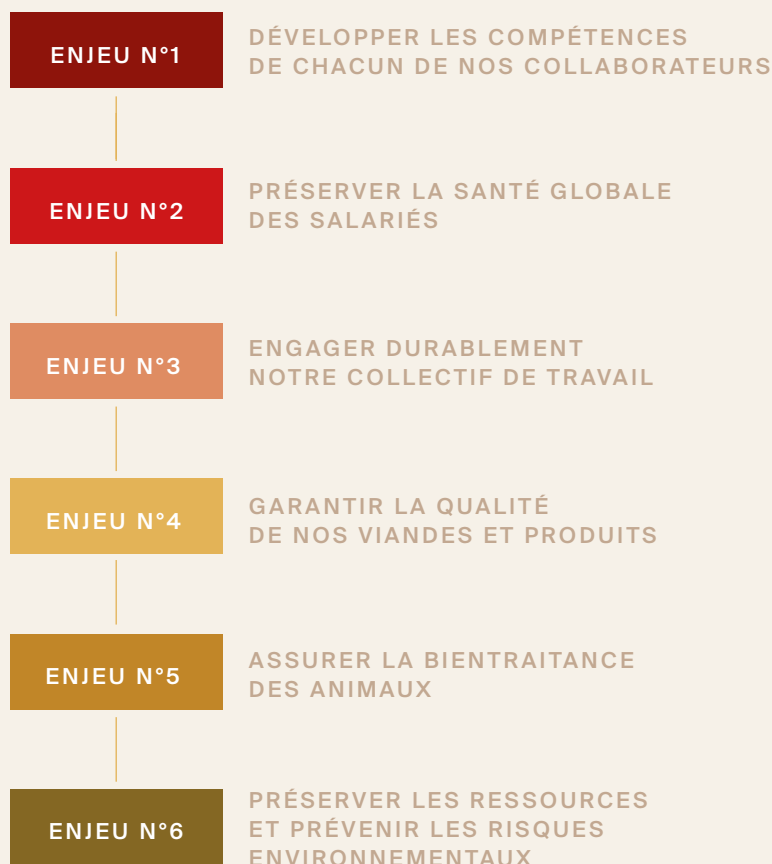 ENJEU N°1
DÉVELOPPER LES COMPÉTENCES
DE CHACUN DE NOS COLLABORATEURS
ENJEU N°2
PRÉSERVER LA SANTÉ GLOBALE
DES SALARIÉS
ENJEU N°3
ENGAGER DURABLEMENT
NOTRE COLLECTIF DE TRAVAIL
ENJEU N°4
GARANTIR LA QUALITÉ
DE NOS VIANDES ET PRODUITS
ENJEU N°5
ASSURER LA BIENTRAITANCE
DES ANIMAUX
ENJEU N°6
PRÉSERVER LES RESSOURCES
ET PRÉVENIR LES RISQUES
ENVIRONNEMENTAUX